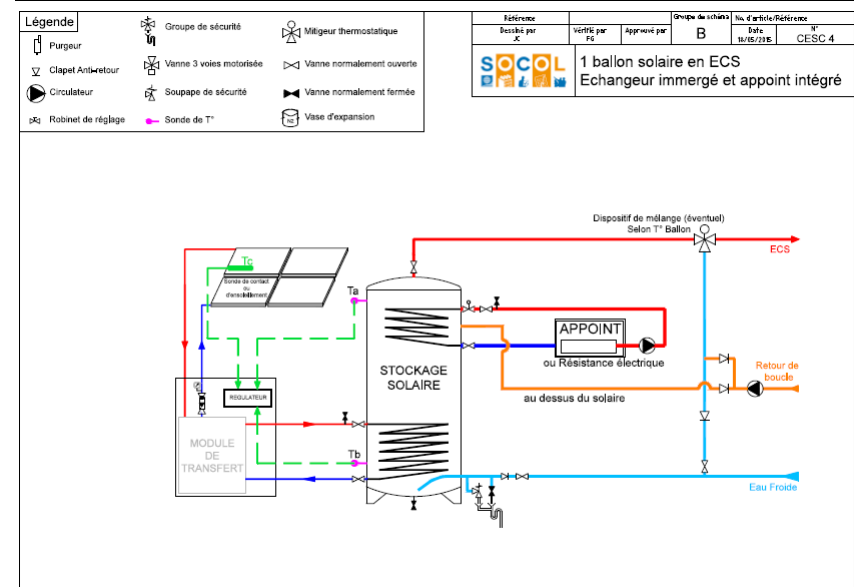 Légende
Purgeur
Clapet Anti-retour
Circulateur
Robinet de réglage
Groupe de sécurité
Vanne 3 voies motorisée
Soupape de sécurité
Sonde de T°
Mitigeur thermostatique
Vanne normalement ouverte
Vanne normalement fermée
Vase d'expansion
Référence
Groupe de schéma
No. d'article/Référence
Dessiné par
JC
Vérifié par
FG
Approuvé par
B
Date
18/05/2015
N°
CESC 4
SOCOL
1 ballon solaire en ECS
Echangeur immergé et appoint intégré
Dispositif de mélange (éventuel)
Selon T° Ballon
ECS
Tc
Sonde de contact
ou
d'ensoleillement
Ta
APPOINT
ou Résistance électrique
STOCKAGE
SOLAIRE
Retour de
boucle
au dessus du solaire
REGULATEUR
MODULE
DE
TRANSFERT
Tb
Eau Froide